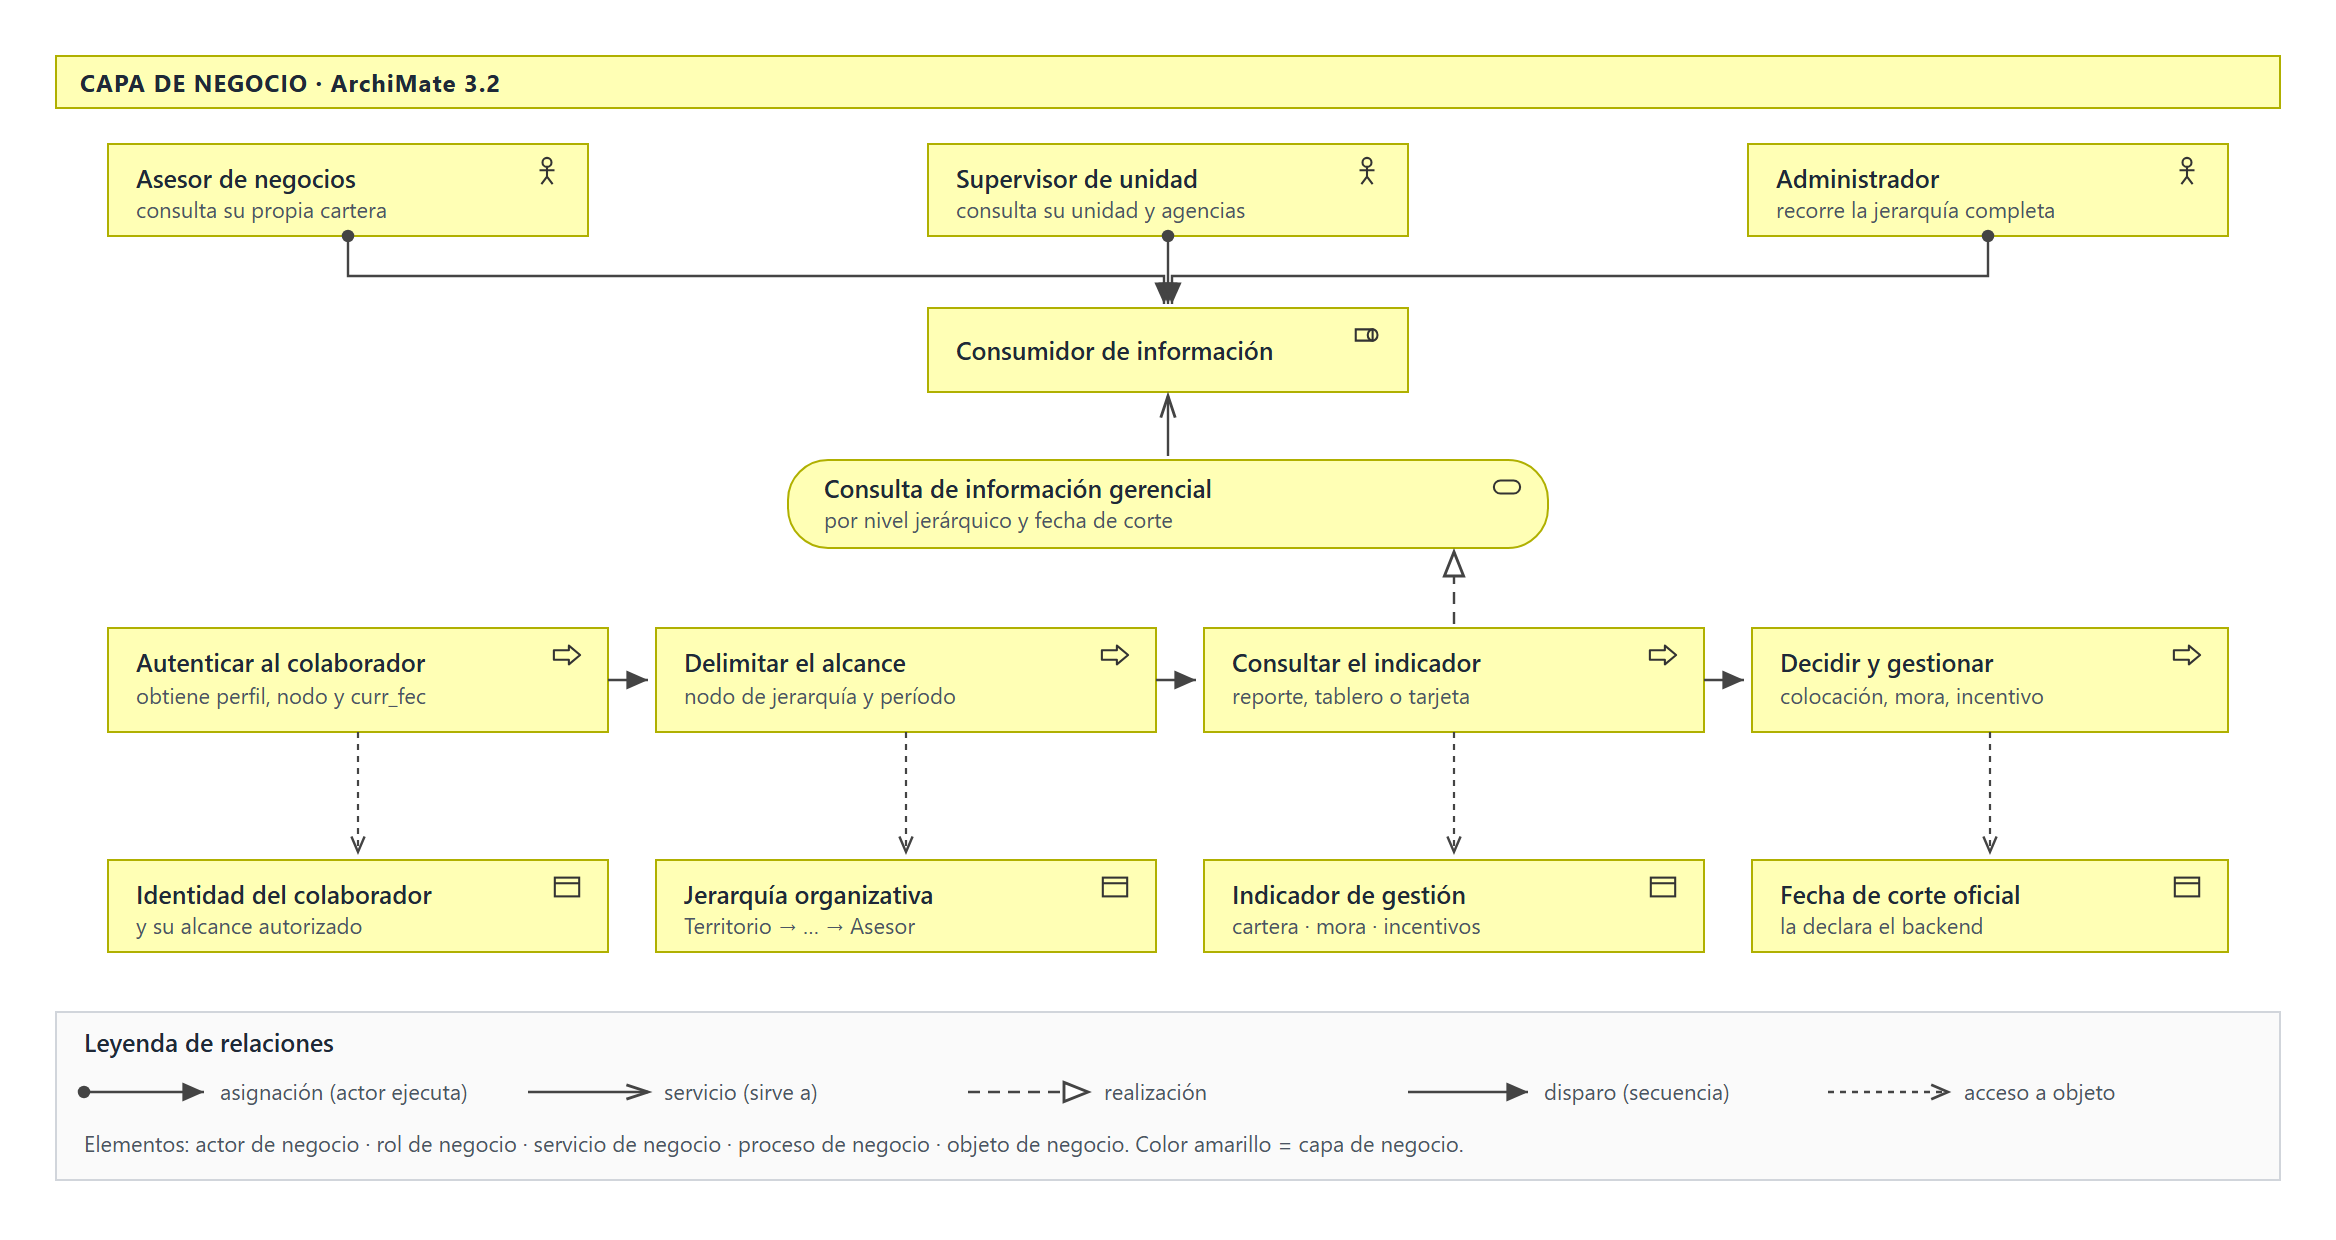 CAPA DE NEGOCIO · ArchiMate 3.2
Asesor de negocios
consulta su propia cartera
Supervisor de unidad
consulta su unidad y agencias
Administrador
recorre la jerarquía completa
Consumidor de información
Consulta de información gerencial
por nivel jerárquico y fecha de corte
Autenticar al colaborador
obtiene perfil, nodo y curr_fec
Delimitar el alcance
nodo de jerarquía y período
Consultar el indicador
reporte, tablero o tarjeta
Decidir y gestionar
colocación, mora, incentivo
Identidad del colaborador
y su alcance autorizado
Jerarquía organizativa
Territorio → ... → Asesor
Indicador de gestión
cartera · mora · incentivos
Fecha de corte oficial
la declara el backend
Leyenda de relaciones
asignación (actor ejecuta)
servicio (sirve a)
realización
disparo (secuencia)
acceso a objeto
Elementos: actor de negocio · rol de negocio · servicio de negocio · proceso de negocio · objeto de negocio. Color amarillo = capa de negocio.